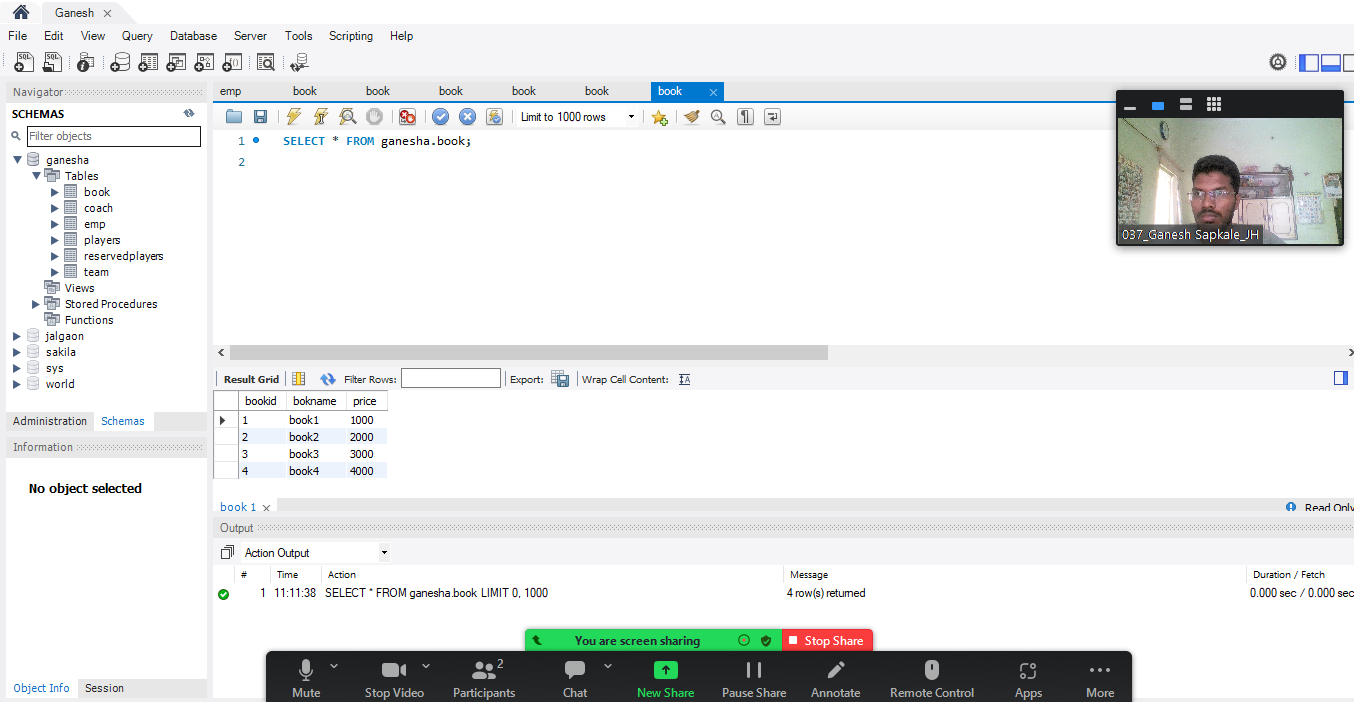 Ganesh
File Edit View Query Database Server Tools Scripting Help
Navigator
SCHEMAS
Filter objects
ganesha
Tables
book
coach
emp
players
reservedplayers
team
Views
Stored Procedures
Functions
jalgaon
sakila
sys
world
Administration Schemas
Information
No object selected
Object Info Session
emp book book book book book book
Limit to 1000 rows
1 SELECT * FROM ganesha.book;
2
037_Ganesh Sapkale_JH
Result Grid Filter Rows: Export: Wrap Cell Content:
bookid bokname price
1 book1 1000
2 book2 2000
3 book3 3000
4 book4 4000
book 1 Read Only
Output
Action Output
# Time Action Message Duration / Fetch
1 11:11:38 SELECT * FROM ganesha.book LIMIT 0, 1000 4 row(s) returned 0.000 sec / 0.000 sec
You are screen sharing Stop Share
Mute Stop Video Participants 2 Chat New Share Pause Share Annotate Remote Control Apps More